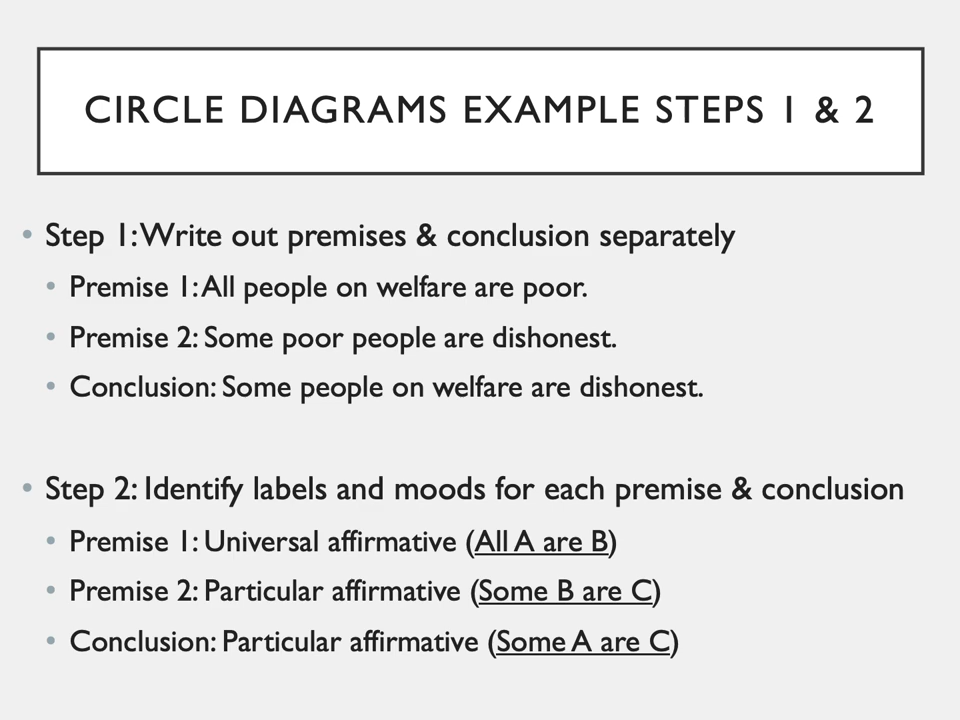 CIRCLE DIAGRAMS EXAMPLE STEPS 1 & 2
• Step 1: Write out premises & conclusion separately
• Premise 1: All people on welfare are poor.
• Premise 2: Some poor people are dishonest.
• Conclusion: Some people on welfare are dishonest.
• Step 2: Identify labels and moods for each premise & conclusion
• Premise 1: Universal affirmative (All A are B)
• Premise 2: Particular affirmative (Some B are C)
• Conclusion: Particular affirmative (Some A are C)